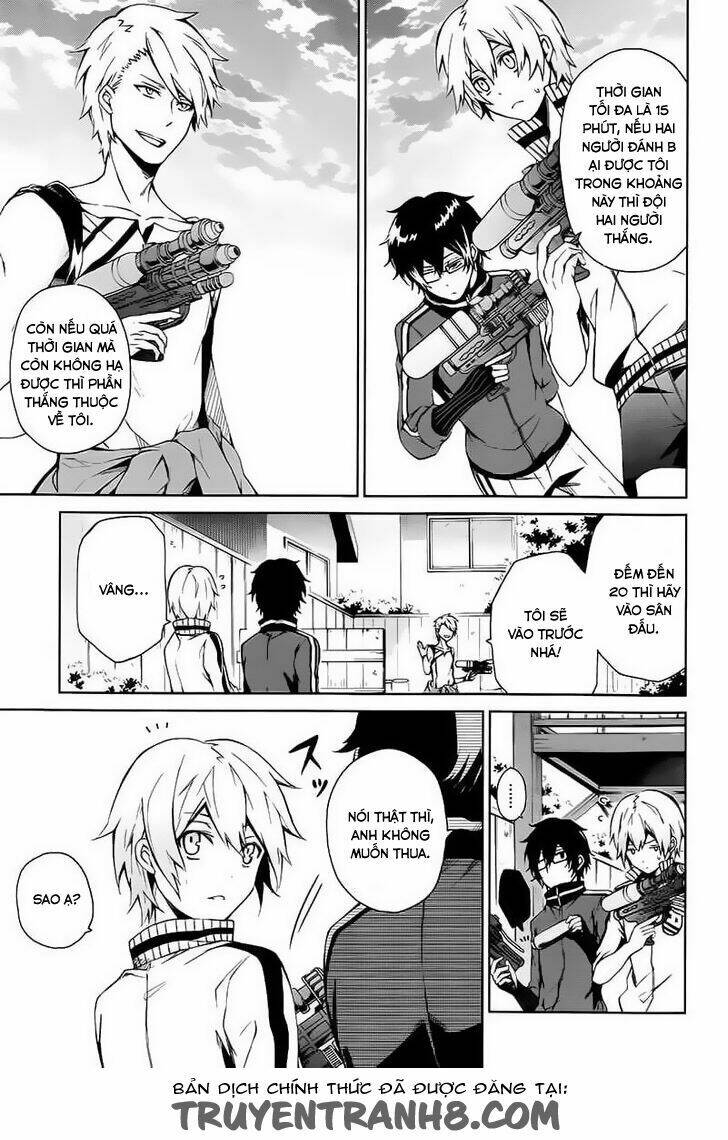 THỜI GIAN
TỐI ĐA LÀ 15
PHÚT, NẾU HAI
NGƯỜI ĐÁNH B
ẠI ĐƯỢC TÔI
TRONG KHOẢNG
NÀY THÌ ĐỘI
HAI NGƯỜI
THẮNG.
CÒN NẾU QUÁ
THỜI GIAN MÀ
CÒN KHÔNG HẠ
ĐƯỢC THÌ PHẦN
THẮNG THUỘC
VỀ TÔI.
ĐẾM ĐẾN
20 THÌ HÃY
VÀO SÂN
ĐẤU.
TÔI SẼ
VÀO TRƯỚC
NHÁ!
VÂNG...
......
ス
NÓI THẬT THÌ,
ANH KHÔNG
MUỐN THUA.
SAO Ạ?
BẢN DỊCH CHÍNH THỨC ĐÃ ĐƯỢC ĐĂNG TẠI:
TRUYENTRANH8.COM